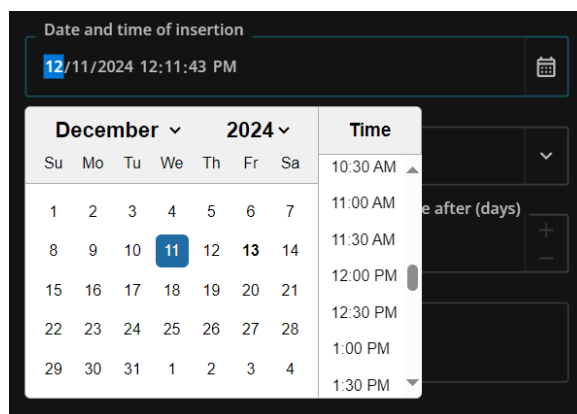 Date and time of insertion
12/11/2024 12:11:43 PM
December 2024 Time
Su Mo Tu We Th Fr Sa
10:30 AM
1 2 3 4 5 6 7
11:00 AM
e after (days)
8 9 10 11 12 13 14
11:30 AM
15 16 17 18 19 20 21
12:00 PM
22 23 24 25 26 27 28
12:30 PM
29 30 31 1 2 3 4
1:00 PM
1:30 PM